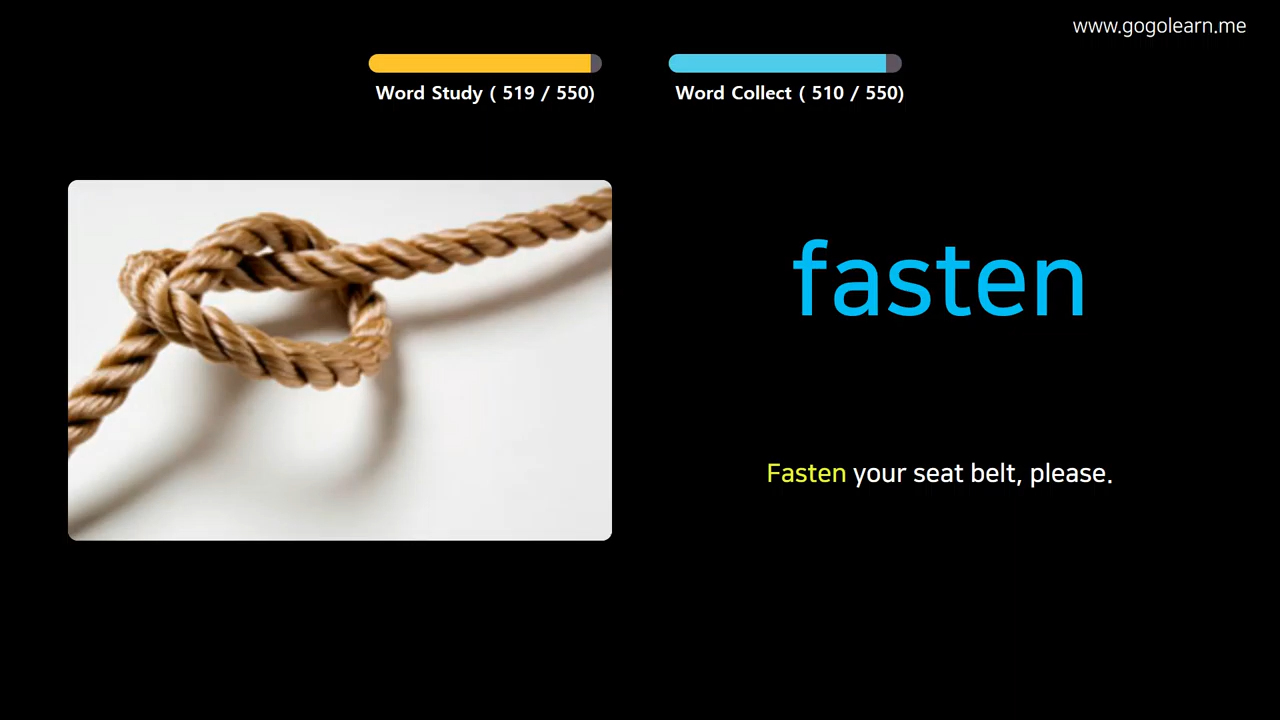 www.gogolearn.me
Word Study ( 519 / 550)
Word Collect ( 510 / 550)
fasten
Fasten your seat belt, please.